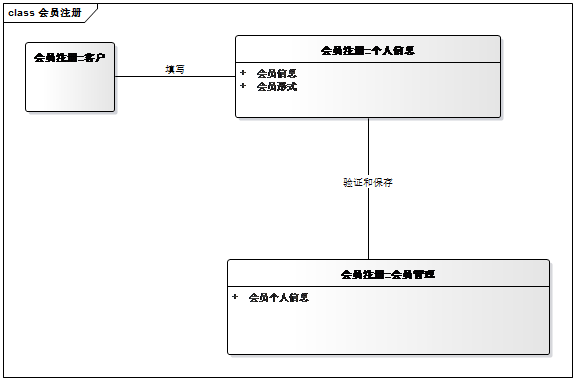 class 会员注册
会员注册::客户
填写
会员注册::个人信息
+ 会员信息
+ 会员形式
验证和保存
会员注册::会员管理
+ 会员个人信息